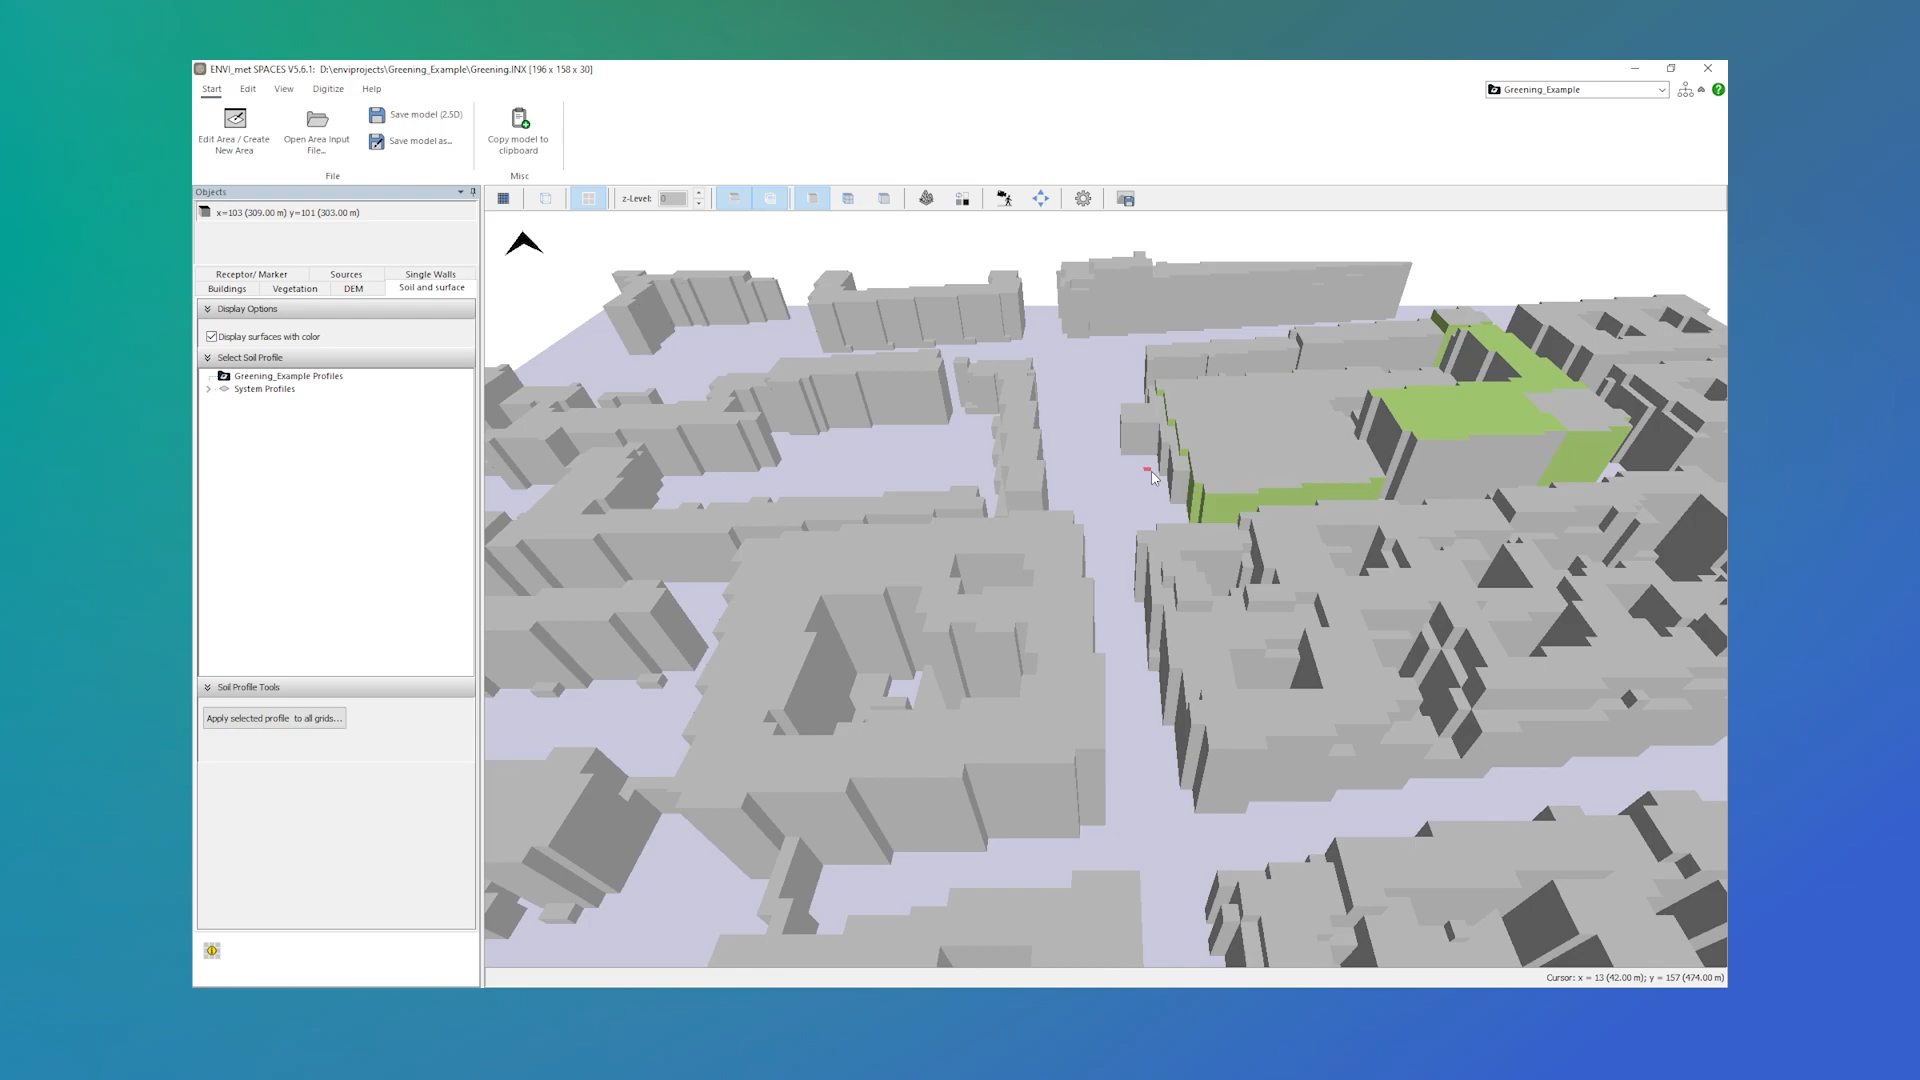 ENVI_met SPACES V5.6.1: D:\enviprojects\Greening_Example\Greening.INX [196 x 158 x 30]
Start Edit View Digitize Help
Greening_Example
Edit Area / Create New Area
Open Area Input File...
Save model (2.5D)
Save model as...
Copy model to clipboard
File
Misc
Objects
z-Level: 0
x=103 (309.00 m) y=101 (303.00 m)
Receptor/ Marker Sources Single Walls
Buildings Vegetation DEM Soil and surface
Display Options
Display surfaces with color
Select Soil Profile
Greening_Example Profiles
System Profiles
Soil Profile Tools
Apply selected profile to all grids...
Cursor: x = 13 (42.00 m); y = 157 (474.00 m)